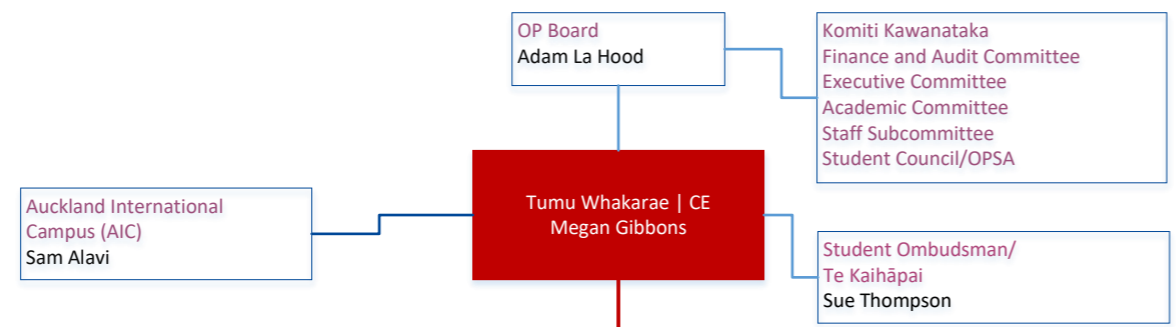 OP Board
Adam La Hood
Komiti Kawanataka
Finance and Audit Committee
Executive Committee
Academic Committee
Staff Subcommittee
Student Council/OPSA
Tumu Whakarae | CE
Megan Gibbons
Auckland International
Campus (AIC)
Sam Alavi
Student Ombudsman/
Te Kaihāpai
Sue Thompson